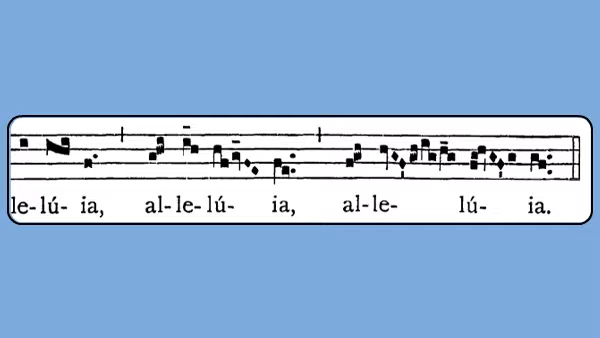 le- lú- ia, al- le- lú- ia, al- le- lú- ia.